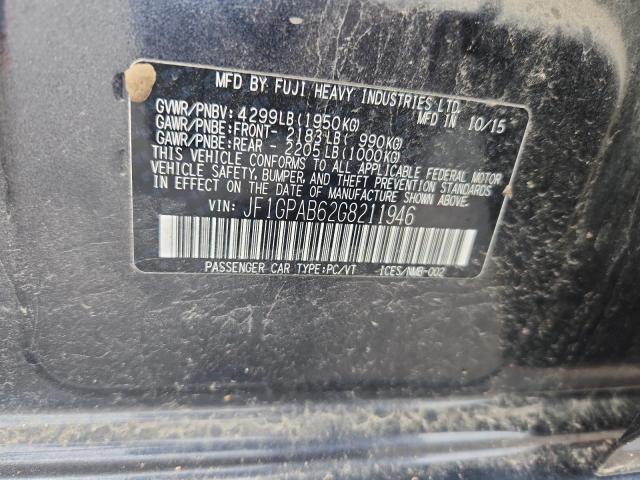 MFD BY FUJI HEAVY INDUSTRIES LTD.
GVWR/PNBV: 4299LB(1950KG) MFD IN 10/15
GAWR/PNBE:FRONT- 2183LB( 990KG)
GAWR/PNBE:REAR - 2205LB(1000KG)
THIS VEHICLE CONFORMS TO ALL APPLICABLE FEDERAL MOTOR
VEHICLE SAFETY, BUMPER, AND THEFT PREVENTION STANDARDS
IN EFFECT ON THE DATE OF MANUFACTURE SHOWN ABOVE.
VIN: JF1GPAB62G8211946
PASSENGER CAR TYPE:PC/VT ICES/NMB-002